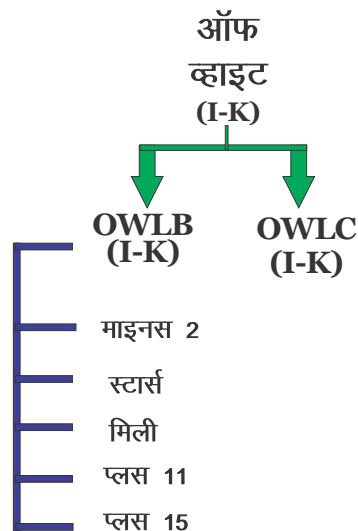 ऑफ
व्हाइट
(I-K)
OWLB
(I-K)
OWLC
(I-K)
माइनस 2
स्टार्स
मिली
प्लस 11
प्लस 15